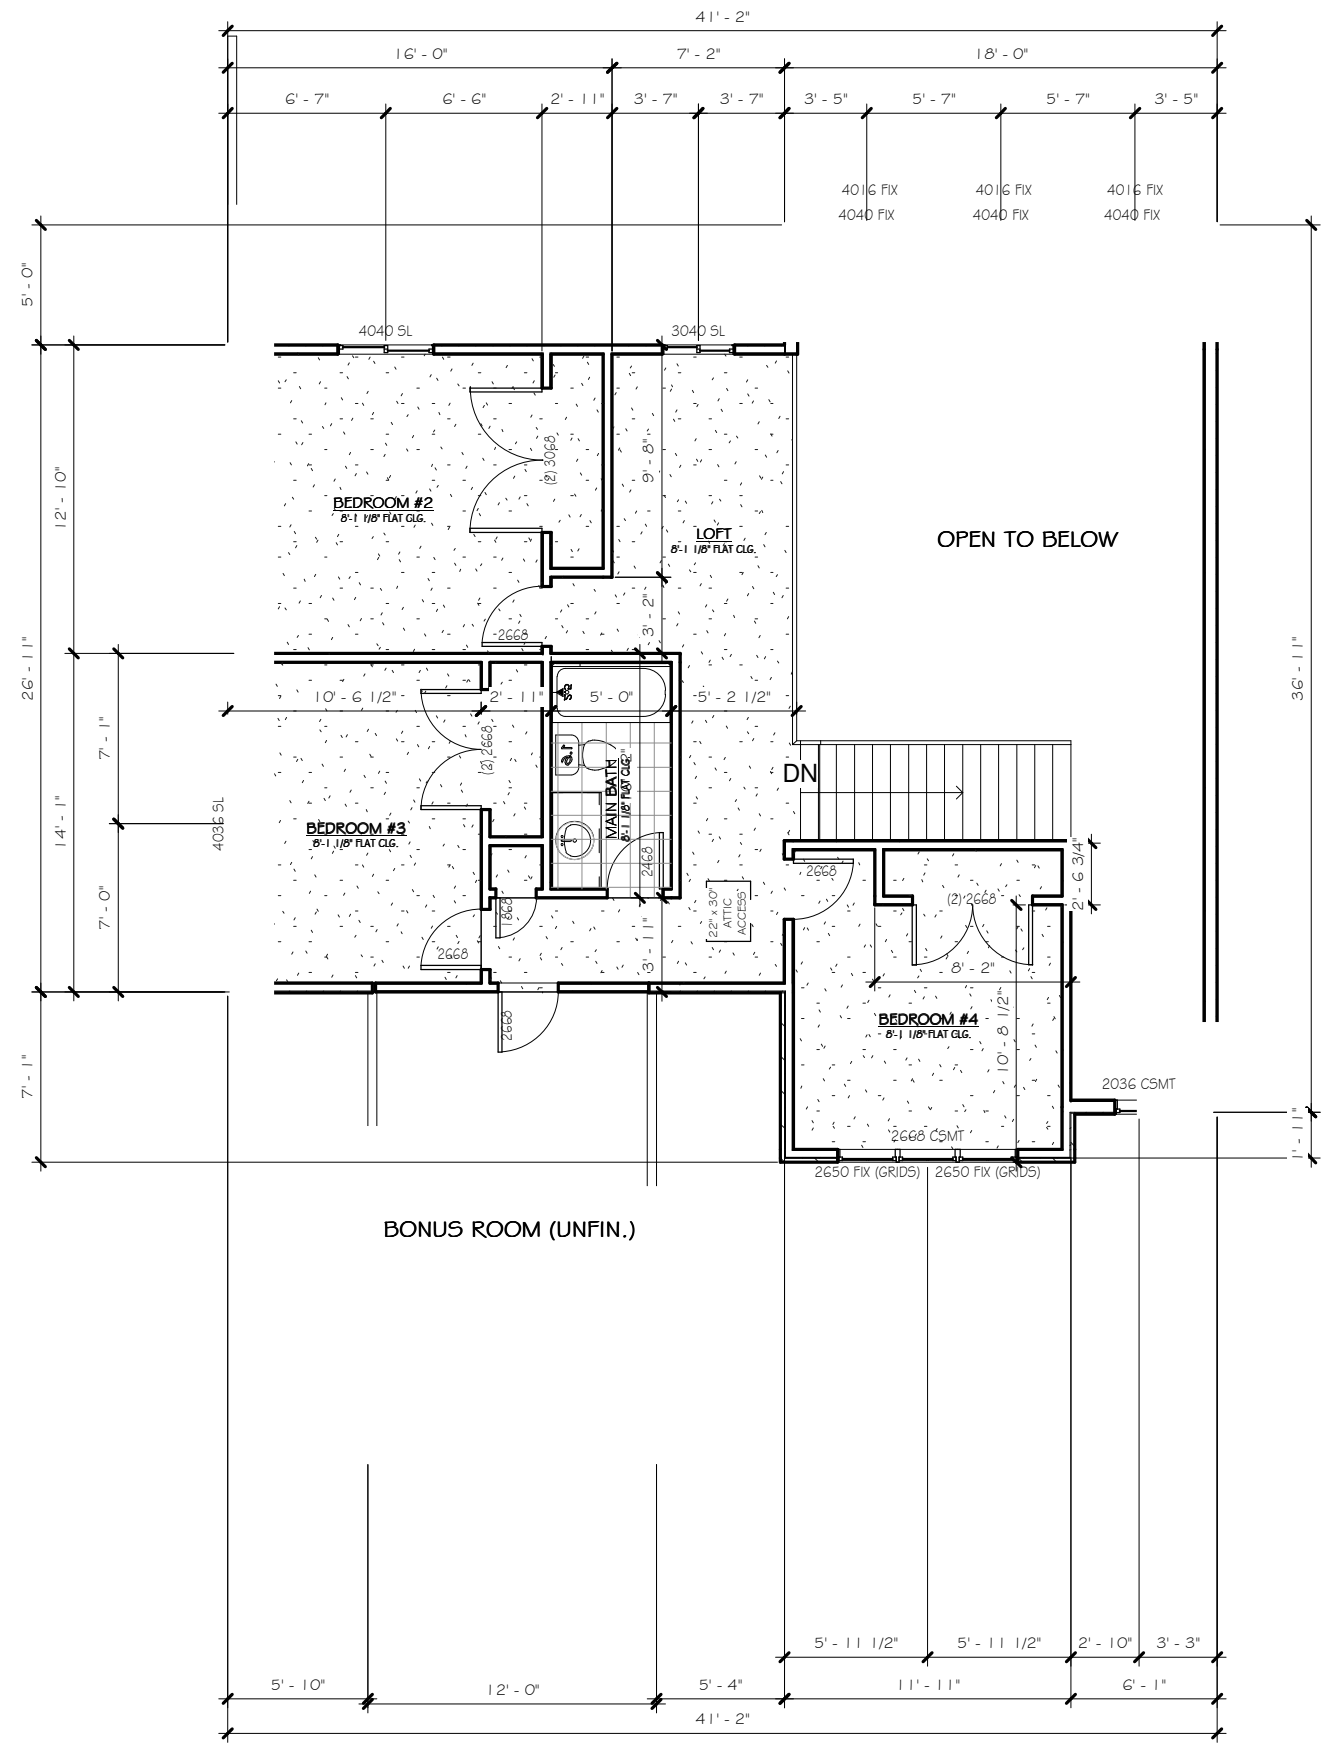 41' - 2"
16' - 0"
7' - 2"
18' - 0"
6' - 7"
6' - 6"
2' - 11"
3' - 7"
3' - 7"
3' - 5"
5' - 7"
5' - 7"
3' - 5"
4016 FIX
4016 FIX
4016 FIX
4040 FIX
4040 FIX
4040 FIX
5' - 0"
4040 SL
3040 SL
12' - 10"
(2) 3068
9' - 8"
BEDROOM #2
8'-1 1/8" FLAT CLG.
LOFT
8'-1 1/8" FLAT CLG.
OPEN TO BELOW
2668
3' - 2"
26' - 11"
36' - 11"
10' - 6 1/2"
2' - 11"
5' - 0"
5' - 2 1/2"
7' - 1"
(2) 2668
DN
MAIN BATH
8'-1 1/8" FLAT CLG.
14' - 1"
4036 SL
BEDROOM #3
8'-1 1/8" FLAT CLG.
2468
2668
2' - 6 3/4"
7' - 0"
1868
22" x 30"
ATTIC
ACCESS
(2) 2668
2668
3' - 11"
8' - 2"
2668
BEDROOM #4
8'-1 1/8" FLAT CLG.
10' - 8 1/2"
7' - 1"
2036 CSMT
1' - 11"
2668 CSMT
2650 FIX (GRIDS)
2650 FIX (GRIDS)
BONUS ROOM (UNFIN.)
5' - 11 1/2"
5' - 11 1/2"
2' - 10"
3' - 3"
5' - 10"
12' - 0"
5' - 4"
11' - 11"
6' - 1"
41' - 2"